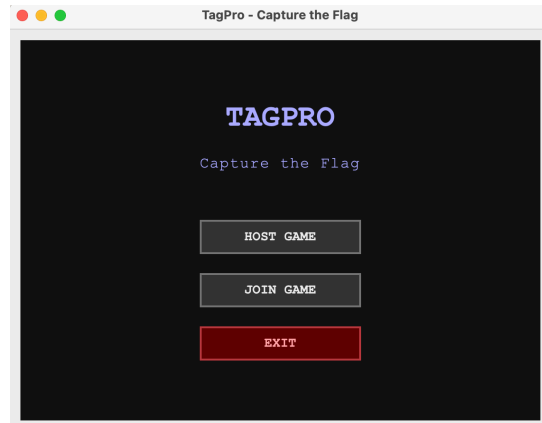 TagPro - Capture the Flag
TAGPRO
Capture the Flag
HOST GAME
JOIN GAME
EXIT